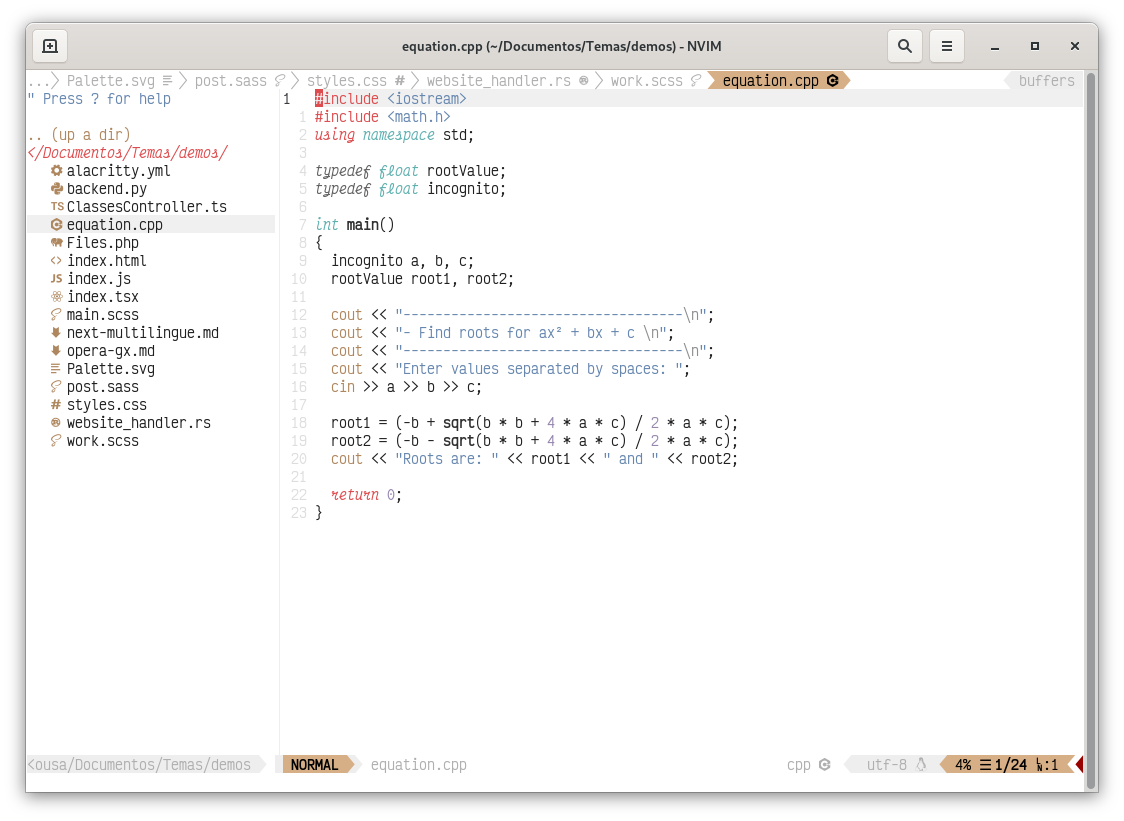 equation.cpp (~/Documentos/Temas/demos) - NVIM
... Palette.svg post.sass styles.css # website_handler.rs work.scss equation.cpp buffers
" Press ? for help
.. (up a dir)
</Documentos/Temas/demos/
alacritty.yml
backend.py
TS ClassesController.ts
equation.cpp
Files.php
<> index.html
JS index.js
index.tsx
main.scss
next-multilingue.md
opera-gx.md
Palette.svg
post.sass
# styles.css
website_handler.rs
work.scss
1 #include <iostream>
1 #include <math.h>
2 using namespace std;
3
4 typedef float rootValue;
5 typedef float incognito;
6
7 int main()
8 {
9 incognito a, b, c;
10 rootValue root1, root2;
11
12 cout << "-----------------------------------\n";
13 cout << "- Find roots for ax² + bx + c \n";
14 cout << "-----------------------------------\n";
15 cout << "Enter values separated by spaces: ";
16 cin >> a >> b >> c;
17
18 root1 = (-b + sqrt(b * b + 4 * a * c) / 2 * a * c);
19 root2 = (-b - sqrt(b * b + 4 * a * c) / 2 * a * c);
20 cout << "Roots are: " << root1 << " and " << root2;
21
22 return 0;
23 }
<ousa/Documentos/Temas/demos NORMAL equation.cpp cpp utf-8 4% ☰ 1/24 :1